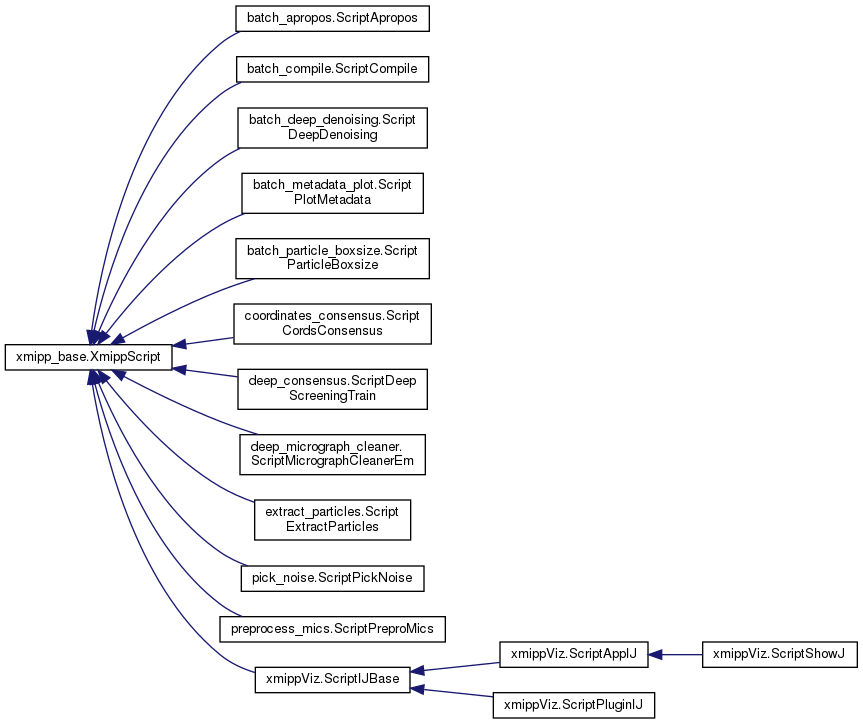 batch_apropos.ScriptApropos
batch_compile.ScriptCompile
batch_deep_denoising.Script
DeepDenoising
batch_metadata_plot.Script
PlotMetadata
batch_particle_boxsize.Script
ParticleBoxsize
coordinates_consensus.Script
CordsConsensus
xmipp_base.XmippScript
deep_consensus.ScriptDeep
ScreeningTrain
deep_micrograph_cleaner.
ScriptMicrographCleanerEm
extract_particles.Script
ExtractParticles
pick_noise.ScriptPickNoise
preprocess_mics.ScriptPreproMics
xmippViz.ScriptIJBase
xmippViz.ScriptAppIJ
xmippViz.ScriptShowJ
xmippViz.ScriptPluginIJ